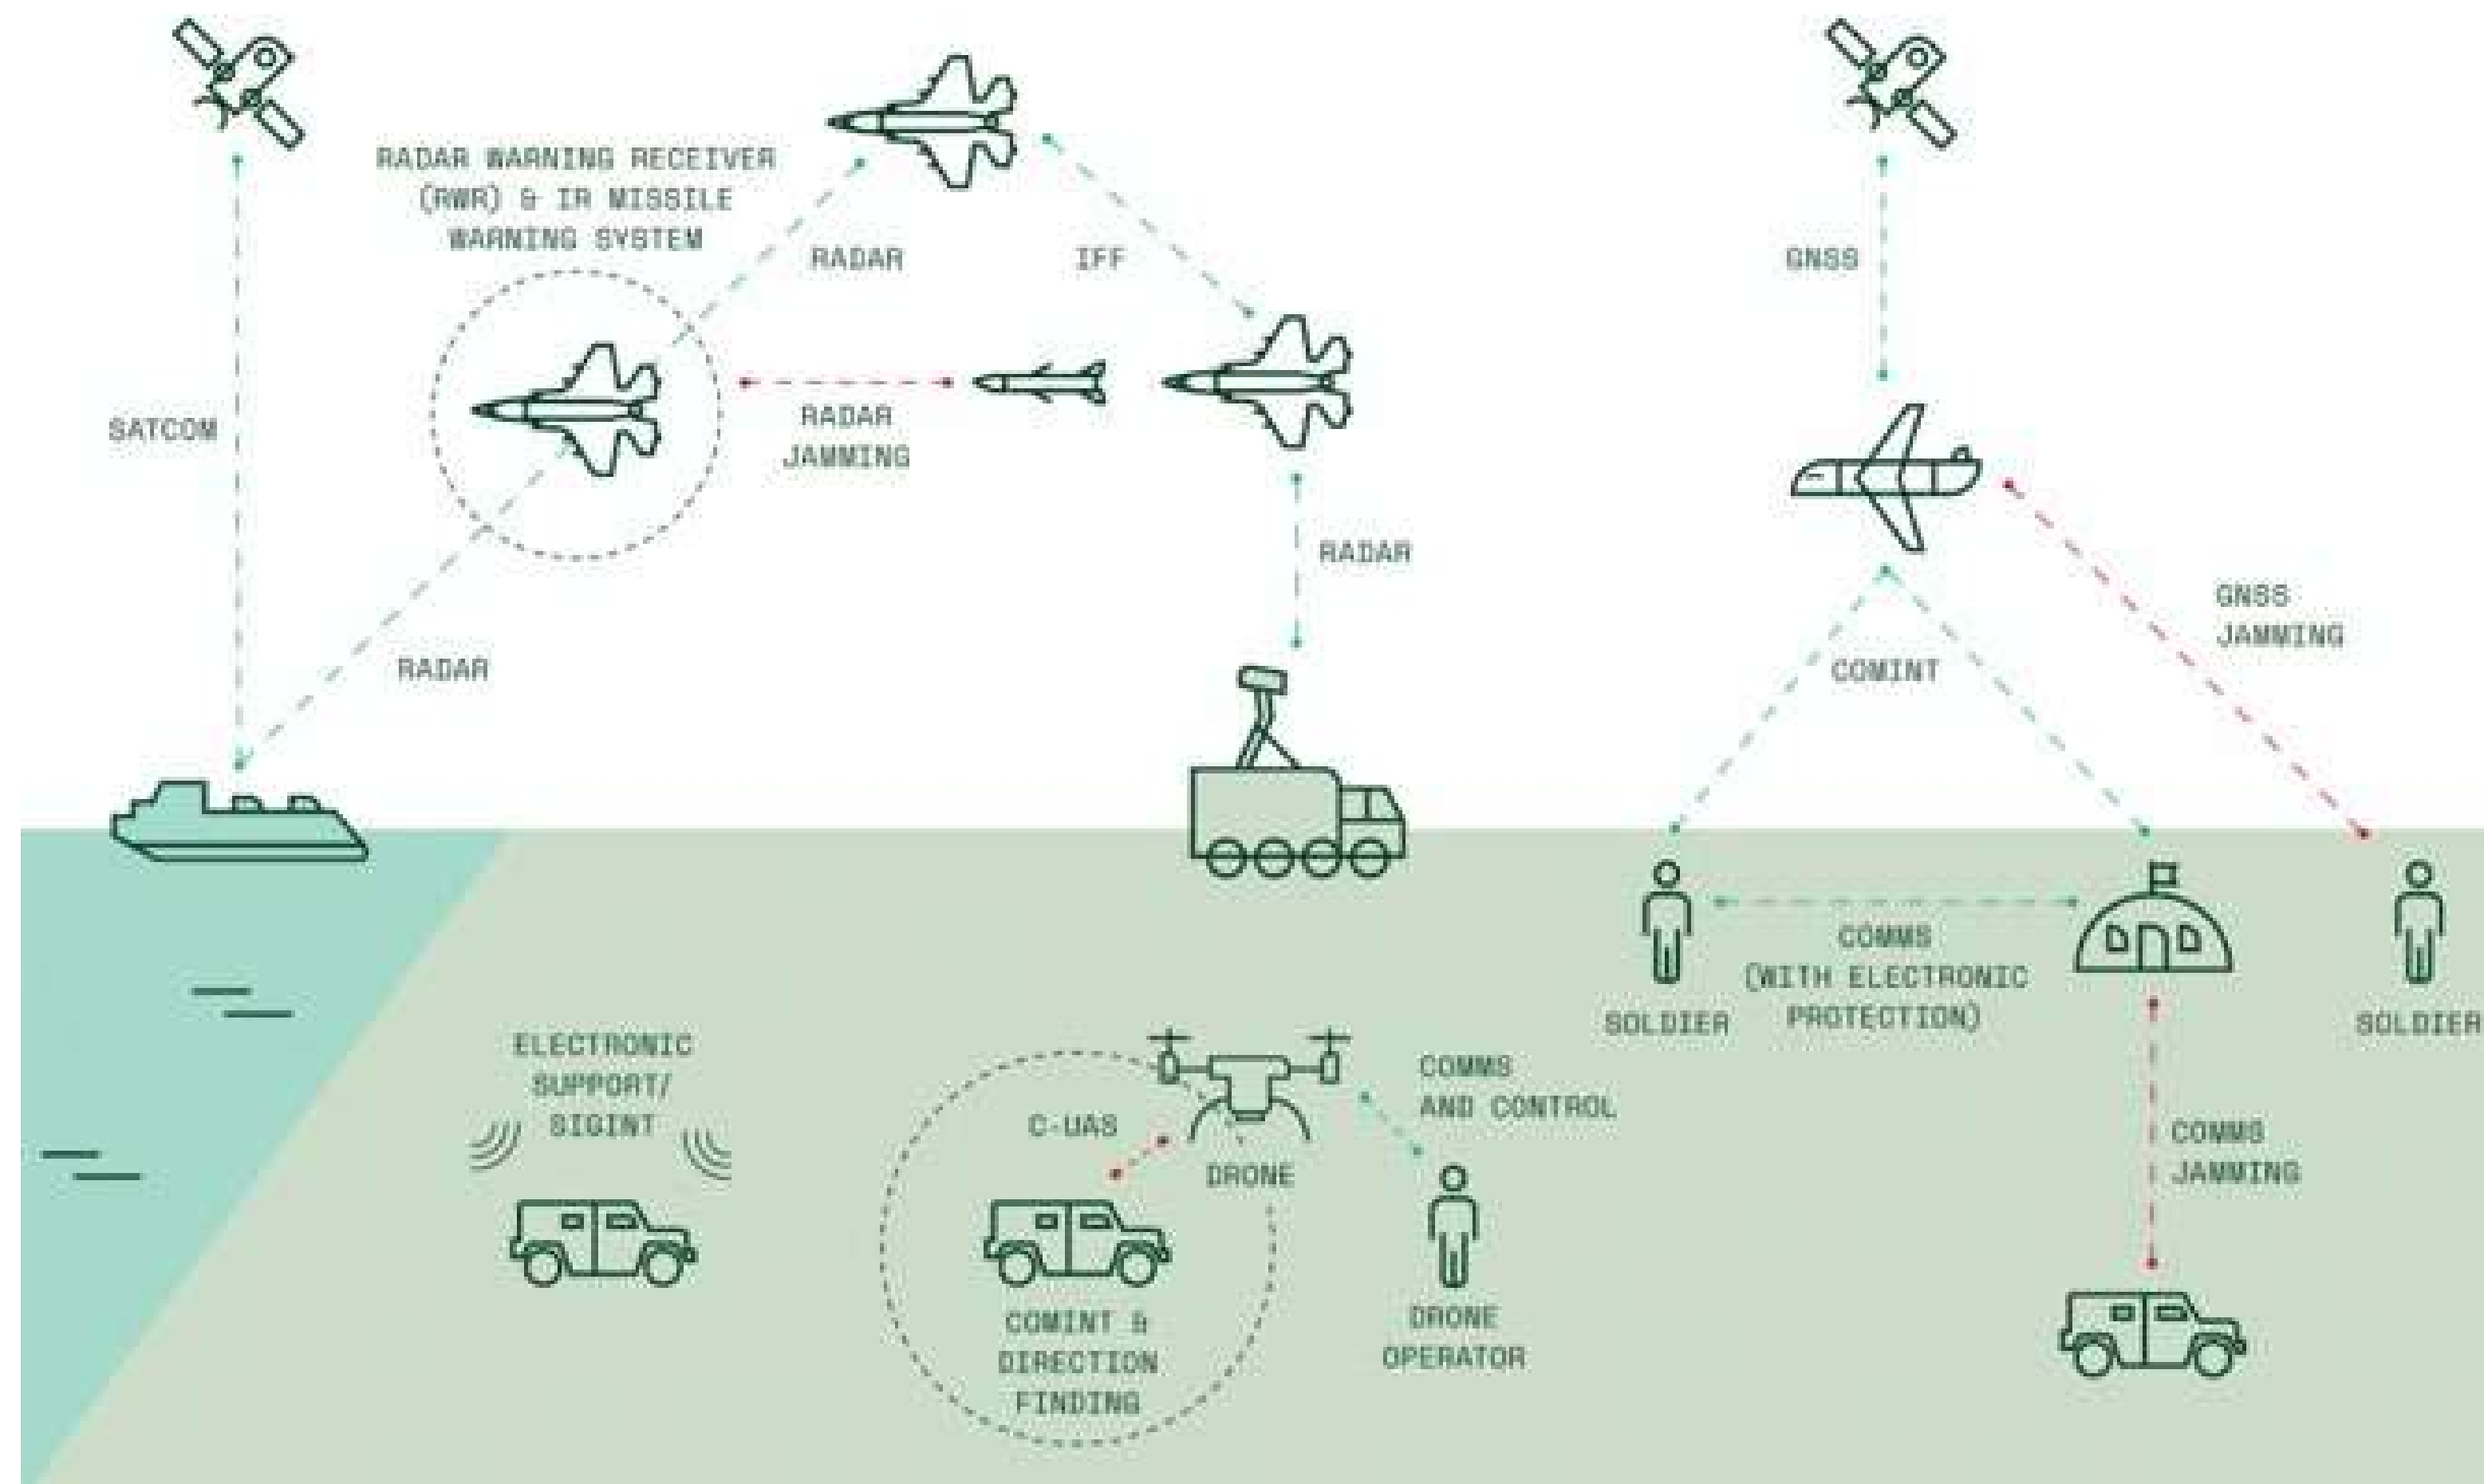 RADAR WARNING RECEIVER
(RWR) & IR MISSILE
WARNING SYSTEM
RADAR
IFF
GNSS
SATCOM
RADAR
JAMMING
RADAR
GNSS
JAMMING
RADAR
COMINT
COMMS
(WITH ELECTRONIC
PROTECTION)
SOLDIER
SOLDIER
ELECTRONIC
SUPPORT/
SIGINT
C-UAS
DRONE
COMMS
AND CONTROL
COMMS
JAMMING
COMINT &
DIRECTION
FINDING
DRONE
OPERATOR